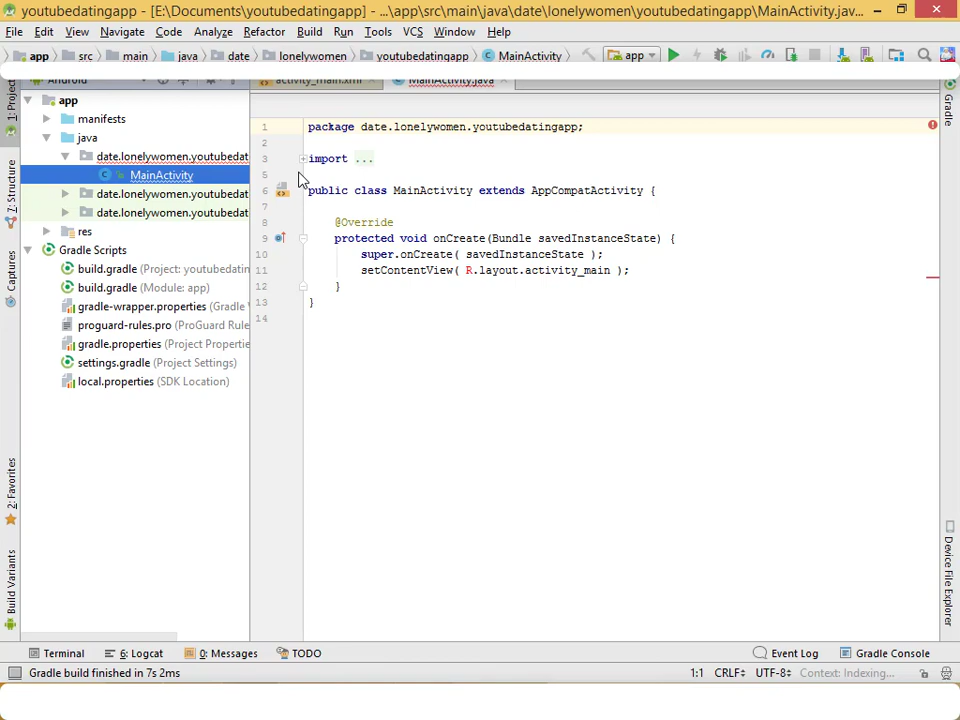 youtubedatingapp - [E:\Documents\youtubedatingapp] - ...\app\src\main\java\date\lonelywomen\youtubedatingapp\MainActivity.jav...
File Edit View Navigate Code Analyze Refactor Build Run Tools VCS Window Help
app src main java date lonelywomen youtubedatingapp MainActivity app
Android activity_main.xml MainActivity.java
1: Project
Z: Structure
Captures
2: Favorites
Build Variants
app
manifests
java
date.lonelywomen.youtubedat
MainActivity
date.lonelywomen.youtubedat
date.lonelywomen.youtubedat
res
Gradle Scripts
build.gradle (Project: youtubedatin
build.gradle (Module: app)
gradle-wrapper.properties (Gradle
proguard-rules.pro (ProGuard Rule
gradle.properties (Project Propertie
settings.gradle (Project Settings)
local.properties (SDK Location)
1 package date.lonelywomen.youtubedatingapp;
2
3 import ...
5
6 public class MainActivity extends AppCompatActivity {
7
8 @Override
9 protected void onCreate(Bundle savedInstanceState) {
10 super.onCreate( savedInstanceState );
11 setContentView( R.layout.activity_main );
12 }
13 }
14
Gradle
Device File Explorer
Terminal 6: Logcat 0: Messages TODO Event Log Gradle Console
Gradle build finished in 7s 2ms 1:1 CRLF UTF-8 Context: Indexing...